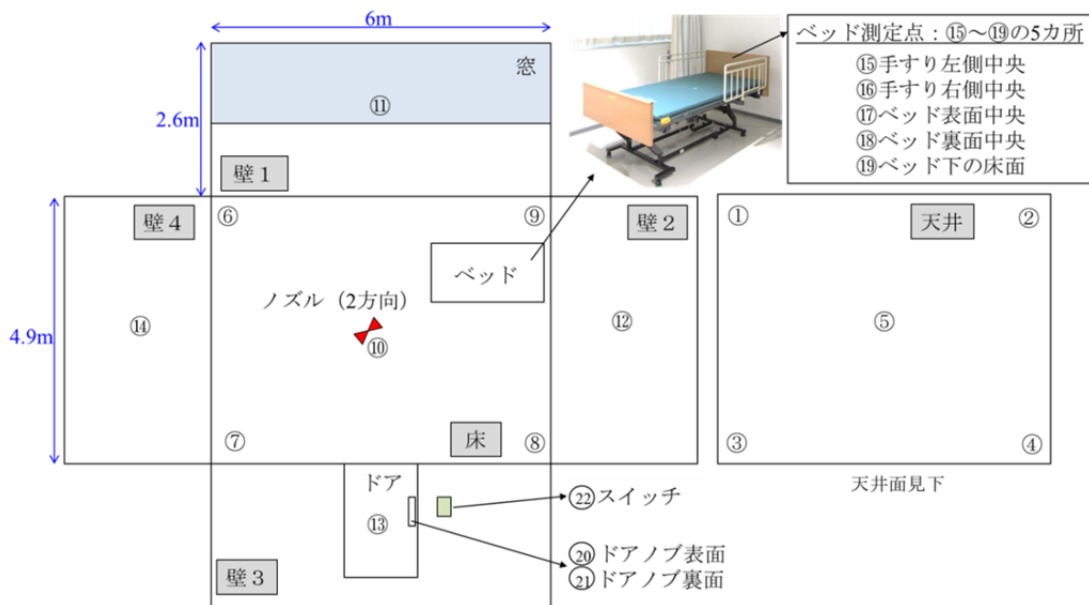 6m
2.6m
窓
⑪
壁1
ベッド測定点：⑮～⑲の5カ所
⑮手すり左側中央
⑯手すり右側中央
⑰ベッド表面中央
⑱ベッド裏面中央
⑲ベッド下の床面
4.9m
壁4
⑥
⑨
壁2
①
天井
②
ベッド
ノズル（2方向）
⑭
⑩
⑫
⑤
⑦
床
⑧
③
④
天井面見下
ドア
⑬
㉒スイッチ
⑳ドアノブ表面
㉑ドアノブ裏面
壁3